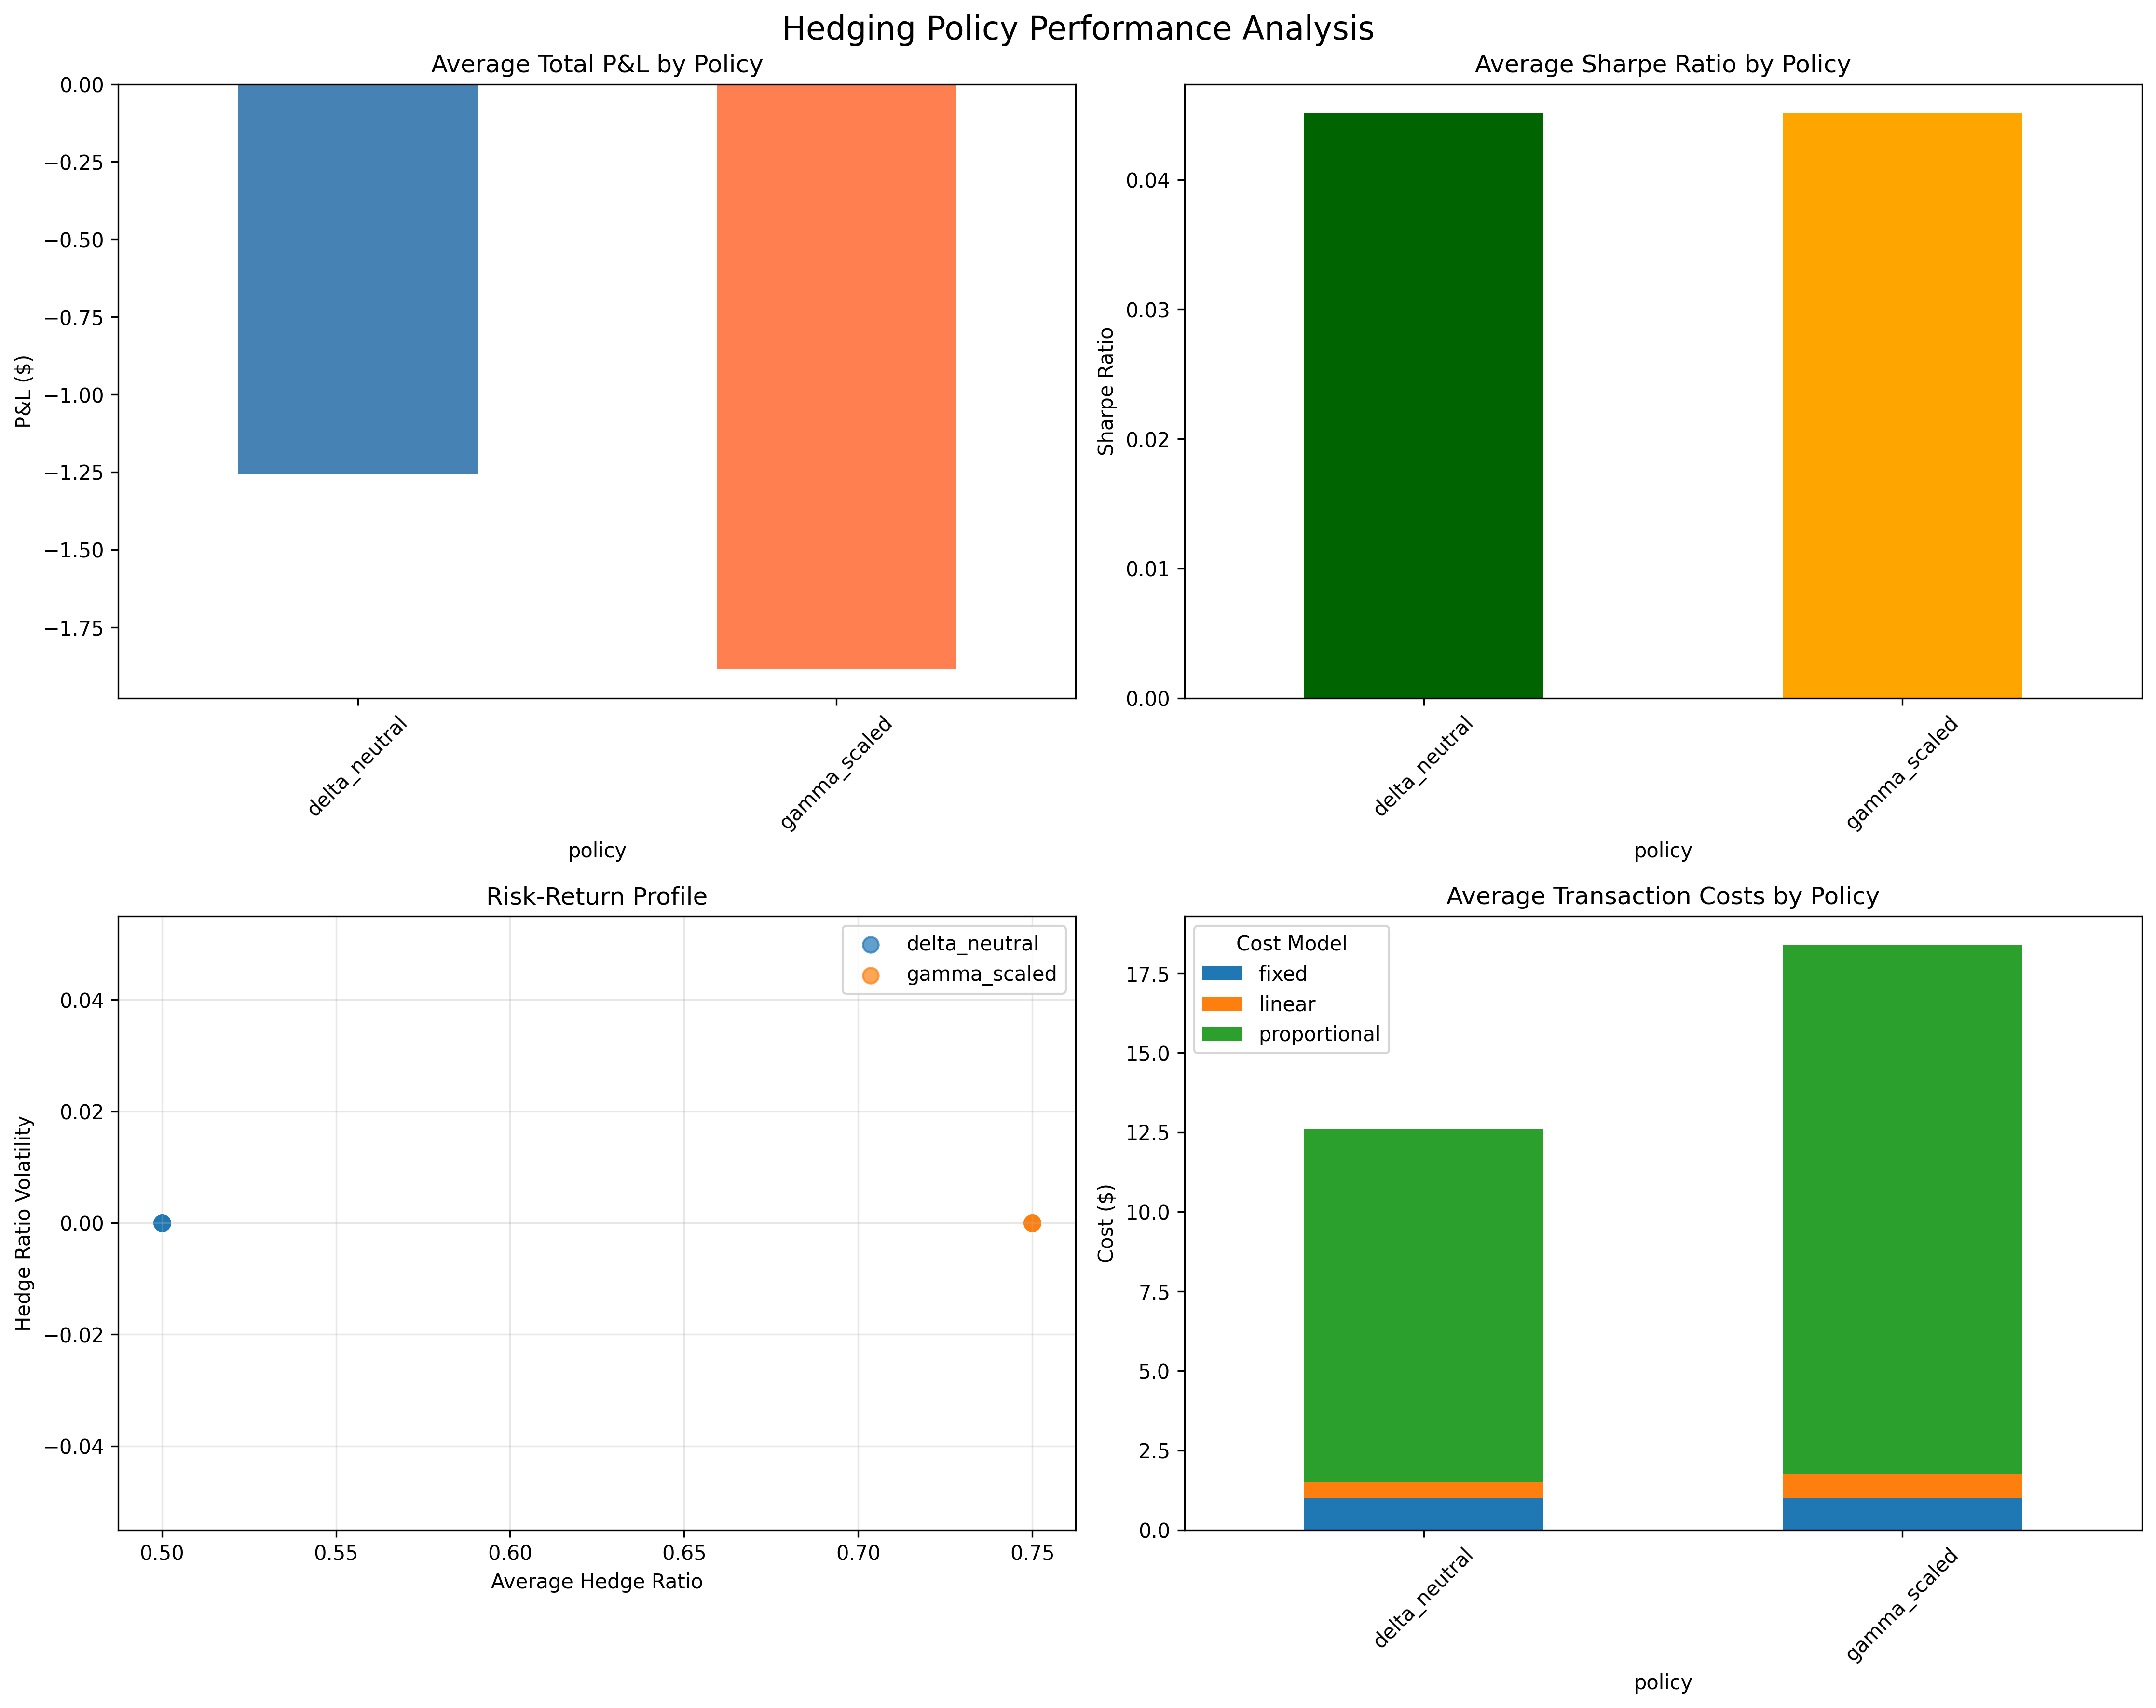 Hedging Policy Performance Analysis
Average Total P&L by Policy
0.00
−0.25
−0.50
−0.75
−1.00
−1.25
−1.50
−1.75
P&L ($)
delta_neutral
gamma_scaled
policy
Average Sharpe Ratio by Policy
0.04
0.03
0.02
0.01
0.00
Sharpe Ratio
delta_neutral
gamma_scaled
policy
Risk-Return Profile
delta_neutral
gamma_scaled
0.04
0.02
0.00
−0.02
−0.04
Hedge Ratio Volatility
0.50 0.55 0.60 0.65 0.70 0.75
Average Hedge Ratio
Average Transaction Costs by Policy
Cost Model
fixed
linear
proportional
17.5
15.0
12.5
10.0
7.5
5.0
2.5
0.0
Cost ($)
delta_neutral
gamma_scaled
policy